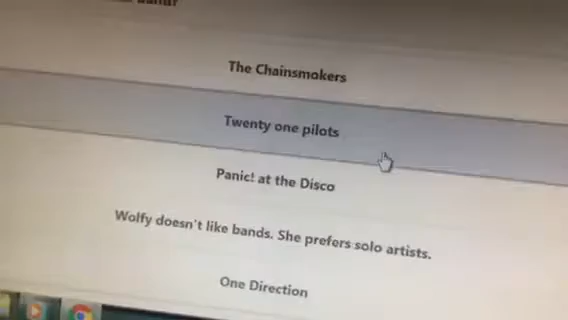 The Chainsmokers
Twenty one pilots
Panic! at the Disco
Wolfy doesn't like bands. She prefers solo artists.
One Direction